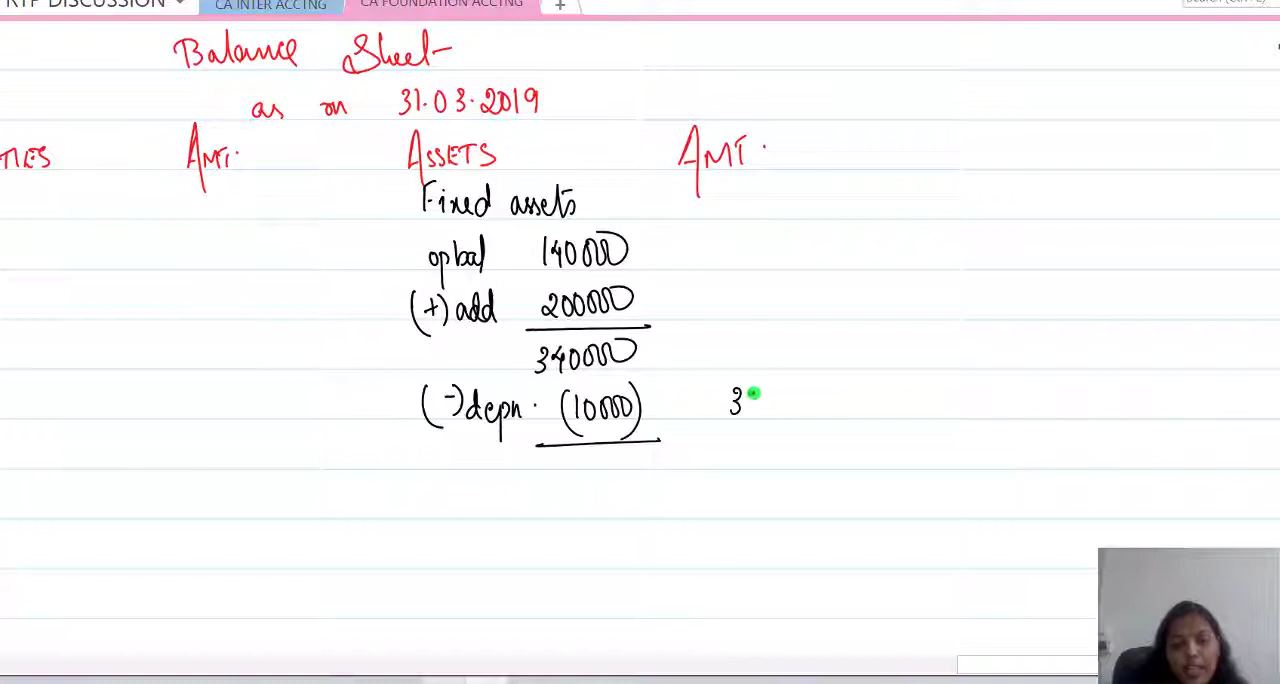 RTP DISCUSSION CA INTER ACCTNG CA FOUNDATION ACCTNG +
Balance Sheet
as on 31.03.2019
TIES AMT. ASSETS AMT.
Fixed assets
op bal 140000
(+) add 200000
340000
(-) depn. (10000) 3